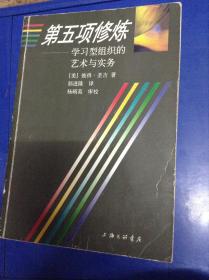 第五项修炼
——学习型组织的
艺术与实务
[美] 彼得·圣吉 著
郭进隆 译
杨硕英 审校
上海三联书店